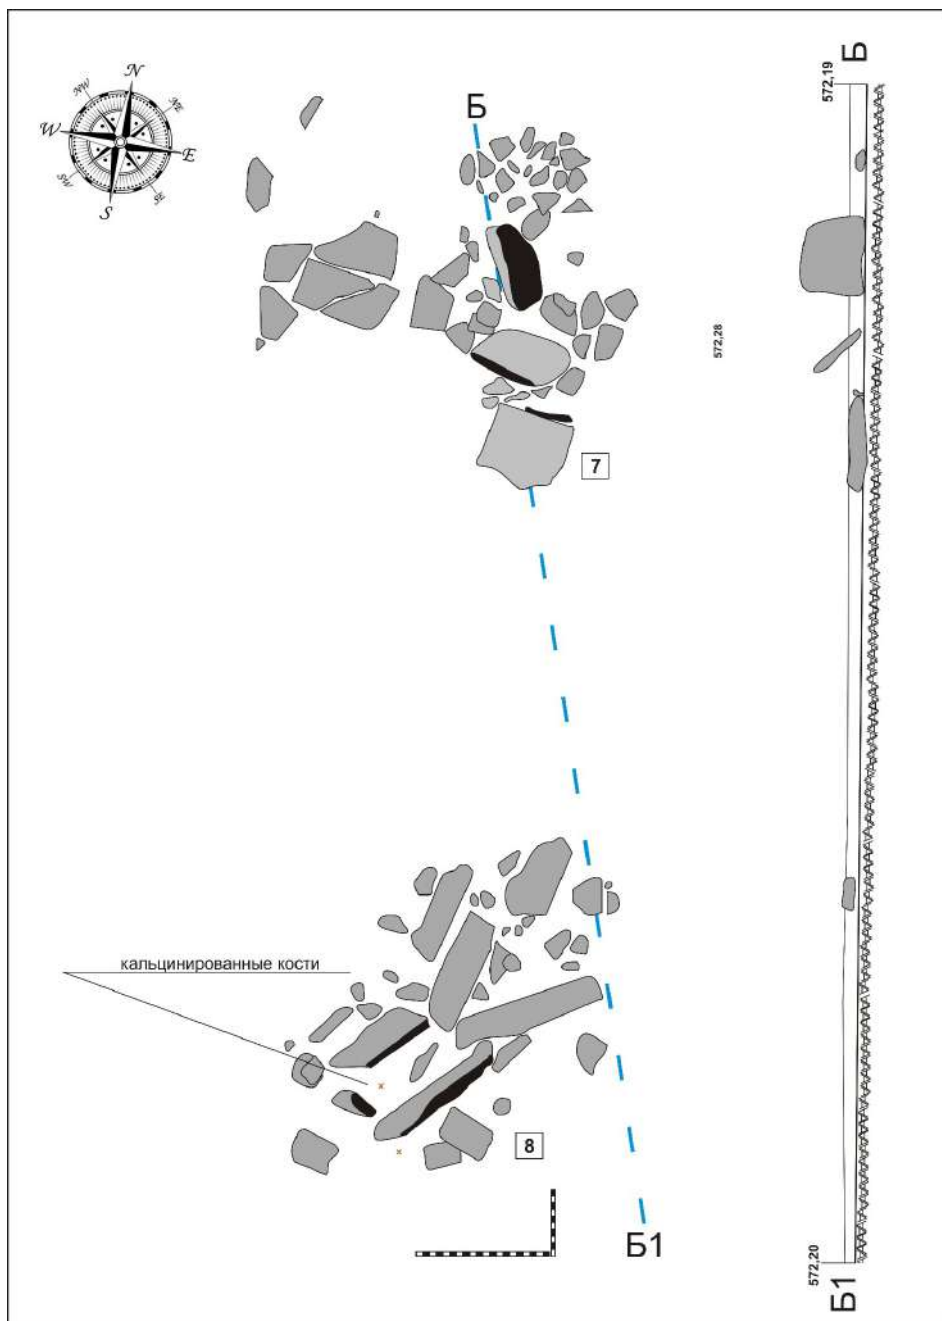 N
NW
NE
W
E
SW
SE
S
Б
572,19
Б
572,28
7
кальцинированные кости
x
x
8
Б1
572,20
Б1